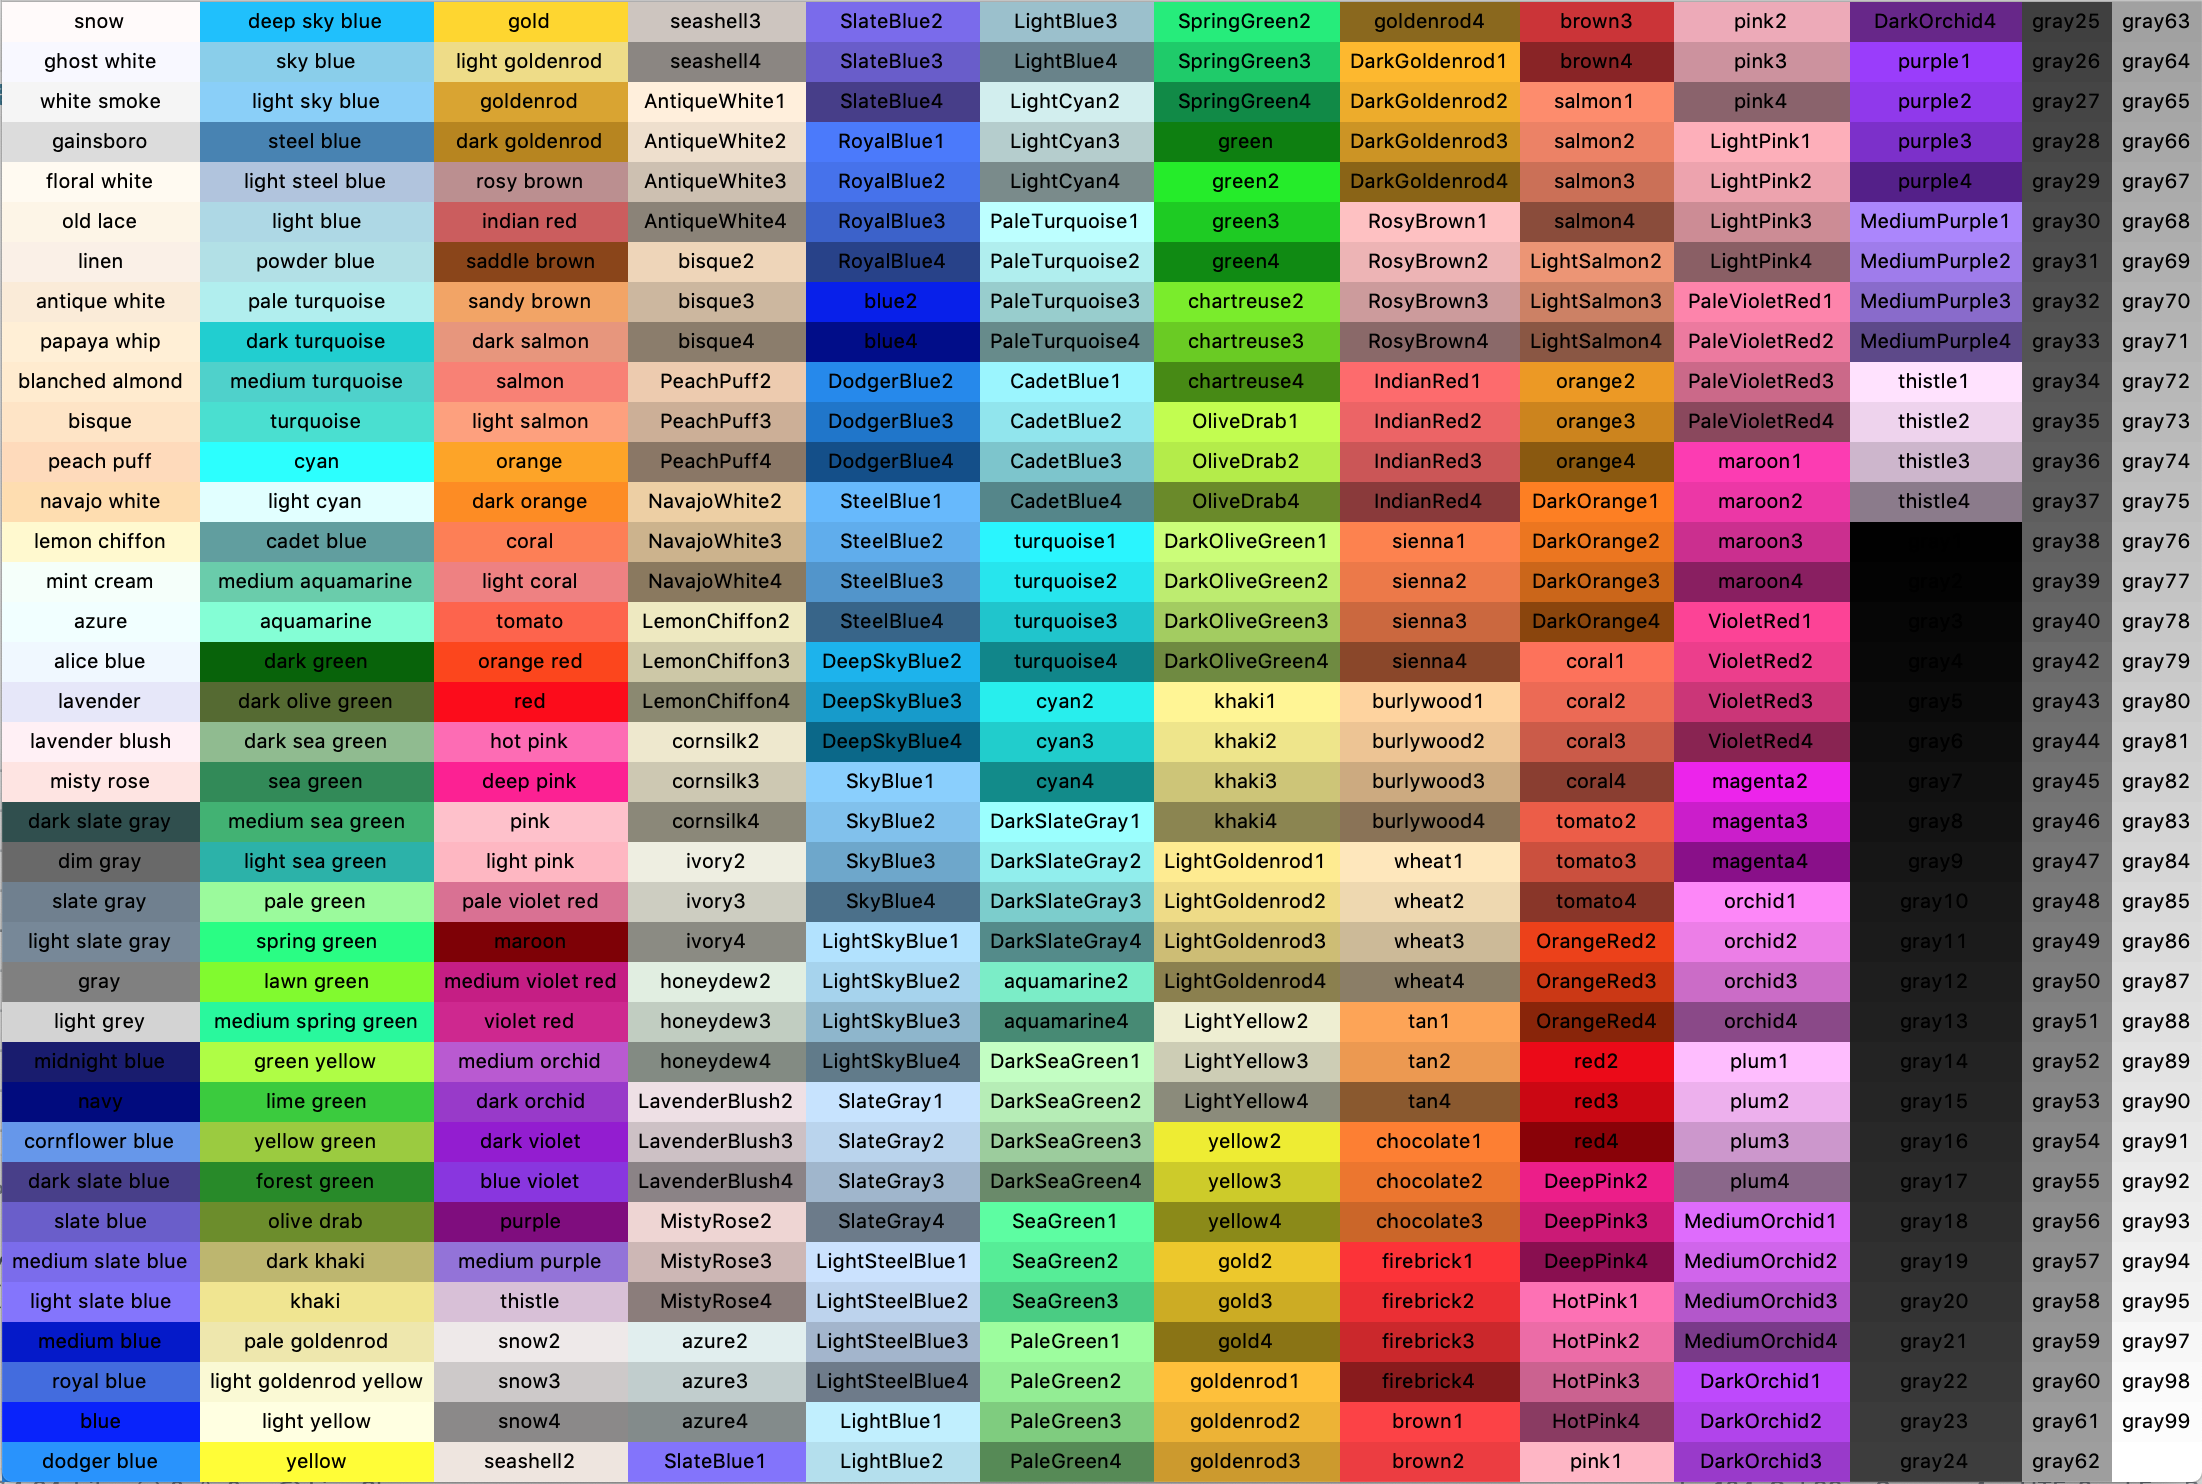 snow deep sky blue gold seashell3 SlateBlue2 LightBlue3 SpringGreen2 goldenrod4 brown3 pink2 DarkOrchid4 gray25 gray63
ghost white sky blue light goldenrod seashell4 SlateBlue3 LightBlue4 SpringGreen3 DarkGoldenrod1 brown4 pink3 purple1 gray26 gray64
white smoke light sky blue goldenrod AntiqueWhite1 SlateBlue4 LightCyan2 SpringGreen4 DarkGoldenrod2 salmon1 pink4 purple2 gray27 gray65
gainsboro steel blue dark goldenrod AntiqueWhite2 RoyalBlue1 LightCyan3 green DarkGoldenrod3 salmon2 LightPink1 purple3 gray28 gray66
floral white light steel blue rosy brown AntiqueWhite3 RoyalBlue2 LightCyan4 green2 DarkGoldenrod4 salmon3 LightPink2 purple4 gray29 gray67
old lace light blue indian red AntiqueWhite4 RoyalBlue3 PaleTurquoise1 green3 RosyBrown1 salmon4 LightPink3 MediumPurple1 gray30 gray68
linen powder blue saddle brown bisque2 RoyalBlue4 PaleTurquoise2 green4 RosyBrown2 LightSalmon2 LightPink4 MediumPurple2 gray31 gray69
antique white pale turquoise sandy brown bisque3 blue2 PaleTurquoise3 chartreuse2 RosyBrown3 LightSalmon3 PaleVioletRed1 MediumPurple3 gray32 gray70
papaya whip dark turquoise dark salmon bisque4 blue4 PaleTurquoise4 chartreuse3 RosyBrown4 LightSalmon4 PaleVioletRed2 MediumPurple4 gray33 gray71
blanched almond medium turquoise salmon PeachPuff2 DodgerBlue2 CadetBlue1 chartreuse4 IndianRed1 orange2 PaleVioletRed3 thistle1 gray34 gray72
bisque turquoise light salmon PeachPuff3 DodgerBlue3 CadetBlue2 OliveDrab1 IndianRed2 orange3 PaleVioletRed4 thistle2 gray35 gray73
peach puff cyan orange PeachPuff4 DodgerBlue4 CadetBlue3 OliveDrab2 IndianRed3 orange4 maroon1 thistle3 gray36 gray74
navajo white light cyan dark orange NavajoWhite2 SteelBlue1 CadetBlue4 OliveDrab4 IndianRed4 DarkOrange1 maroon2 thistle4 gray37 gray75
lemon chiffon cadet blue coral NavajoWhite3 SteelBlue2 turquoise1 DarkOliveGreen1 sienna1 DarkOrange2 maroon3 gray38 gray76
mint cream medium aquamarine light coral NavajoWhite4 SteelBlue3 turquoise2 DarkOliveGreen2 sienna2 DarkOrange3 maroon4 gray2 gray39 gray77
azure aquamarine tomato LemonChiffon2 SteelBlue4 turquoise3 DarkOliveGreen3 sienna3 DarkOrange4 VioletRed1 gray3 gray40 gray78
alice blue dark green orange red LemonChiffon3 DeepSkyBlue2 turquoise4 DarkOliveGreen4 sienna4 coral1 VioletRed2 gray4 gray42 gray79
lavender dark olive green red LemonChiffon4 DeepSkyBlue3 cyan2 khaki1 burlywood1 coral2 VioletRed3 gray5 gray43 gray80
lavender blush dark sea green hot pink cornsilk2 DeepSkyBlue4 cyan3 khaki2 burlywood2 coral3 VioletRed4 gray6 gray44 gray81
misty rose sea green deep pink cornsilk3 SkyBlue1 cyan4 khaki3 burlywood3 coral4 magenta2 gray7 gray45 gray82
dark slate gray medium sea green pink cornsilk4 SkyBlue2 DarkSlateGray1 khaki4 burlywood4 tomato2 magenta3 gray8 gray46 gray83
dim gray light sea green light pink ivory2 SkyBlue3 DarkSlateGray2 LightGoldenrod1 wheat1 tomato3 magenta4 gray9 gray47 gray84
slate gray pale green pale violet red ivory3 SkyBlue4 DarkSlateGray3 LightGoldenrod2 wheat2 tomato4 orchid1 gray10 gray48 gray85
light slate gray spring green maroon ivory4 LightSkyBlue1 DarkSlateGray4 LightGoldenrod3 wheat3 OrangeRed2 orchid2 gray11 gray49 gray86
gray lawn green medium violet red honeydew2 LightSkyBlue2 aquamarine2 LightGoldenrod4 wheat4 OrangeRed3 orchid3 gray12 gray50 gray87
light grey medium spring green violet red honeydew3 LightSkyBlue3 aquamarine4 LightYellow2 tan1 OrangeRed4 orchid4 gray13 gray51 gray88
midnight blue green yellow medium orchid honeydew4 LightSkyBlue4 DarkSeaGreen1 LightYellow3 tan2 red2 plum1 gray14 gray52 gray89
navy lime green dark orchid LavenderBlush2 SlateGray1 DarkSeaGreen2 LightYellow4 tan4 red3 plum2 gray15 gray53 gray90
cornflower blue yellow green dark violet LavenderBlush3 SlateGray2 DarkSeaGreen3 yellow2 chocolate1 red4 plum3 gray16 gray54 gray91
dark slate blue forest green blue violet LavenderBlush4 SlateGray3 DarkSeaGreen4 yellow3 chocolate2 DeepPink2 plum4 gray17 gray55 gray92
slate blue olive drab purple MistyRose2 SlateGray4 SeaGreen1 yellow4 chocolate3 DeepPink3 MediumOrchid1 gray18 gray56 gray93
medium slate blue dark khaki medium purple MistyRose3 LightSteelBlue1 SeaGreen2 gold2 firebrick1 DeepPink4 MediumOrchid2 gray19 gray57 gray94
light slate blue khaki thistle MistyRose4 LightSteelBlue2 SeaGreen3 gold3 firebrick2 HotPink1 MediumOrchid3 gray20 gray58 gray95
medium blue pale goldenrod snow2 azure2 LightSteelBlue3 PaleGreen1 gold4 firebrick3 HotPink2 MediumOrchid4 gray21 gray59 gray97
royal blue light goldenrod yellow snow3 azure3 LightSteelBlue4 PaleGreen2 goldenrod1 firebrick4 HotPink3 DarkOrchid1 gray22 gray60 gray98
blue light yellow snow4 azure4 LightBlue1 PaleGreen3 goldenrod2 brown1 HotPink4 DarkOrchid2 gray23 gray61 gray99
dodger blue yellow seashell2 SlateBlue1 LightBlue2 PaleGreen4 goldenrod3 brown2 pink1 DarkOrchid3 gray24 gray62